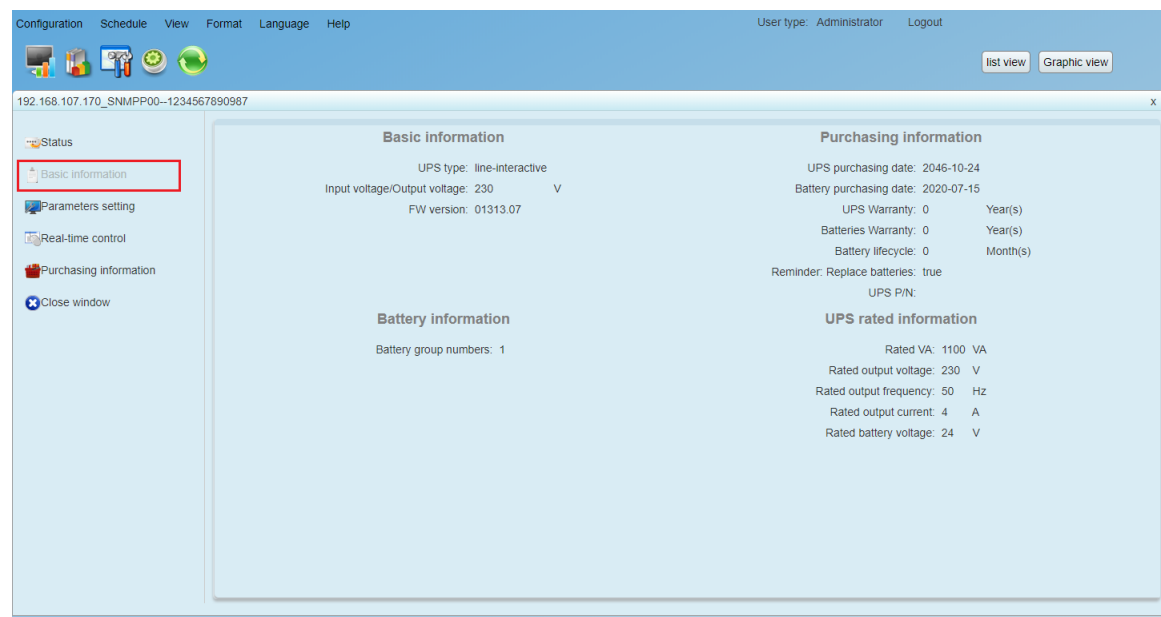 Configuration Schedule View Format Language Help User type: Administrator Logout
list view Graphic view
192.168.107.170_SNMPP00--1234567890987 x
Status
Basic information
Parameters setting
Real-time control
Purchasing information
Close window
Basic information
UPS type: line-interactive
Input voltage/Output voltage: 230 V
FW version: 01313.07
Purchasing information
UPS purchasing date: 2046-10-24
Battery purchasing date: 2020-07-15
UPS Warranty: 0 Year(s)
Batteries Warranty: 0 Year(s)
Battery lifecycle: 0 Month(s)
Reminder: Replace batteries: true
UPS P/N:
Battery information
Battery group numbers: 1
UPS rated information
Rated VA: 1100 VA
Rated output voltage: 230 V
Rated output frequency: 50 Hz
Rated output current: 4 A
Rated battery voltage: 24 V